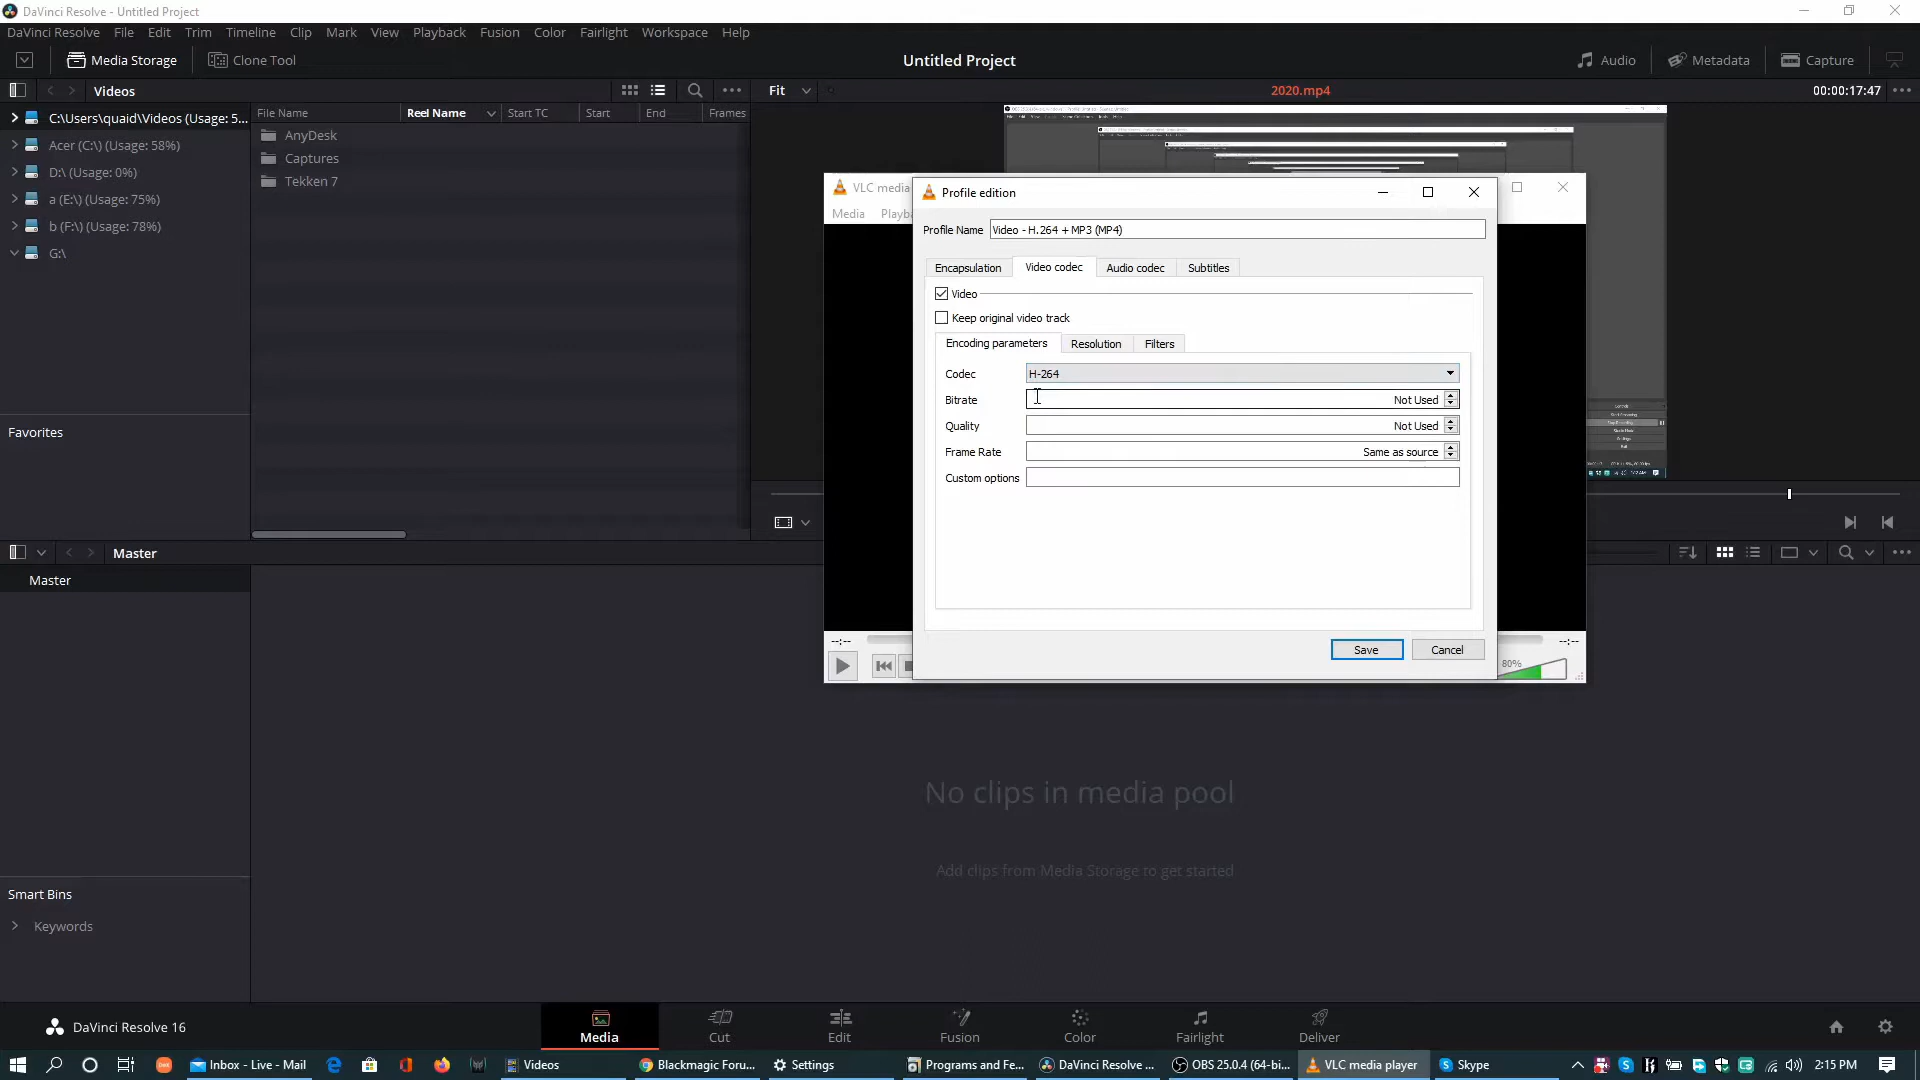 DaVinci Resolve - Untitled Project
DaVinci Resolve File Edit Trim Timeline Clip Mark View Playback Fusion Color Fairlight Workspace Help
Media Storage Clone Tool Untitled Project Audio Metadata Capture
Videos Fit 2020.mp4 00:00:17:47
C:\Users\quaid\Videos (Usage: 5...
Acer (C:\) (Usage: 58%)
D:\ (Usage: 0%)
a (E:\) (Usage: 75%)
b (F:\) (Usage: 78%)
G:\
File Name Reel Name Start TC Start End Frames
AnyDesk
Captures
Tekken 7
Favorites
VLC media
Media Playba
Profile edition
Profile Name Video - H.264 + MP3 (MP4)
Encapsulation Video codec Audio codec Subtitles
Video
Keep original video track
Encoding parameters Resolution Filters
Codec H-264
Bitrate Not Used
Quality Not Used
Frame Rate Same as source
Custom options
Save Cancel
--:-- --:--
80%
Master
Master
No clips in media pool
Add clips from Media Storage to get started
Smart Bins
Keywords
DaVinci Resolve 16 Media Cut Edit Fusion Color Fairlight Deliver
Inbox - Live - Mail Videos Blackmagic Foru... Settings Programs and Fe... DaVinci Resolve ... OBS 25.0.4 (64-bi... VLC media player Skype 2:15 PM